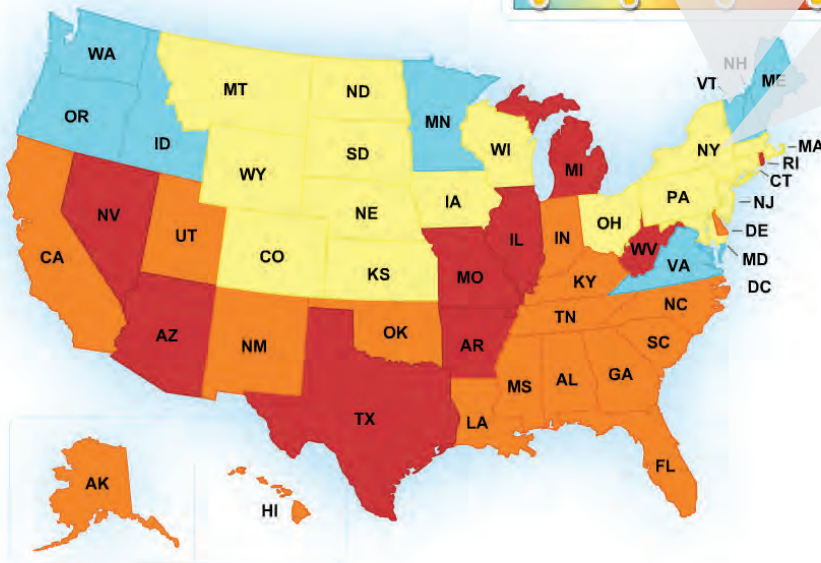 WA
NH
VT
ME
MT
ND
OR
MN
ID
MA
NY
SD
WI
WY
MI
RI
CT
PA
IA
NE
NJ
NV
OH
UT
IL
IN
DE
CO
WV
CA
MD
VA
KS
MO
KY
DC
NC
TN
AZ
OK
NM
AR
SC
MS
AL
GA
TX
LA
FL
AK
HI